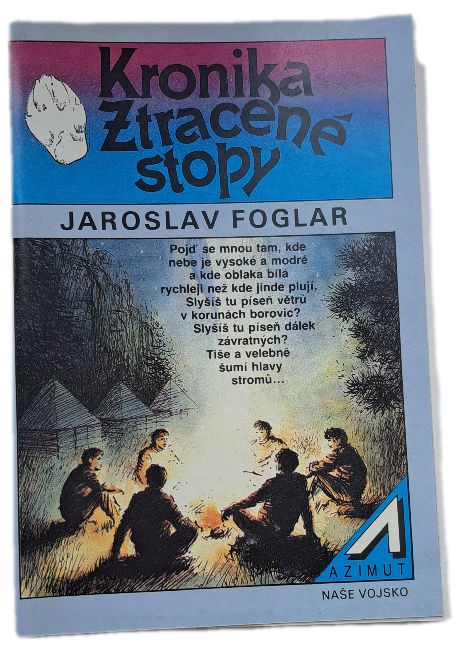 Kronika
Ztracené
stopy
JAROSLAV FOGLAR
Pojď se mnou tam, kde
nebe je vysoké a modré
a kde oblaka bílá
rychleji než kde jinde plují.
Slyšíš tu píseň větrů
v korunách borovic?
Slyšíš tu píseň dálek
závratných?
Tiše a velebně
šumí hlavy
stromů...
AZIMUT
NAŠE VOJSKO